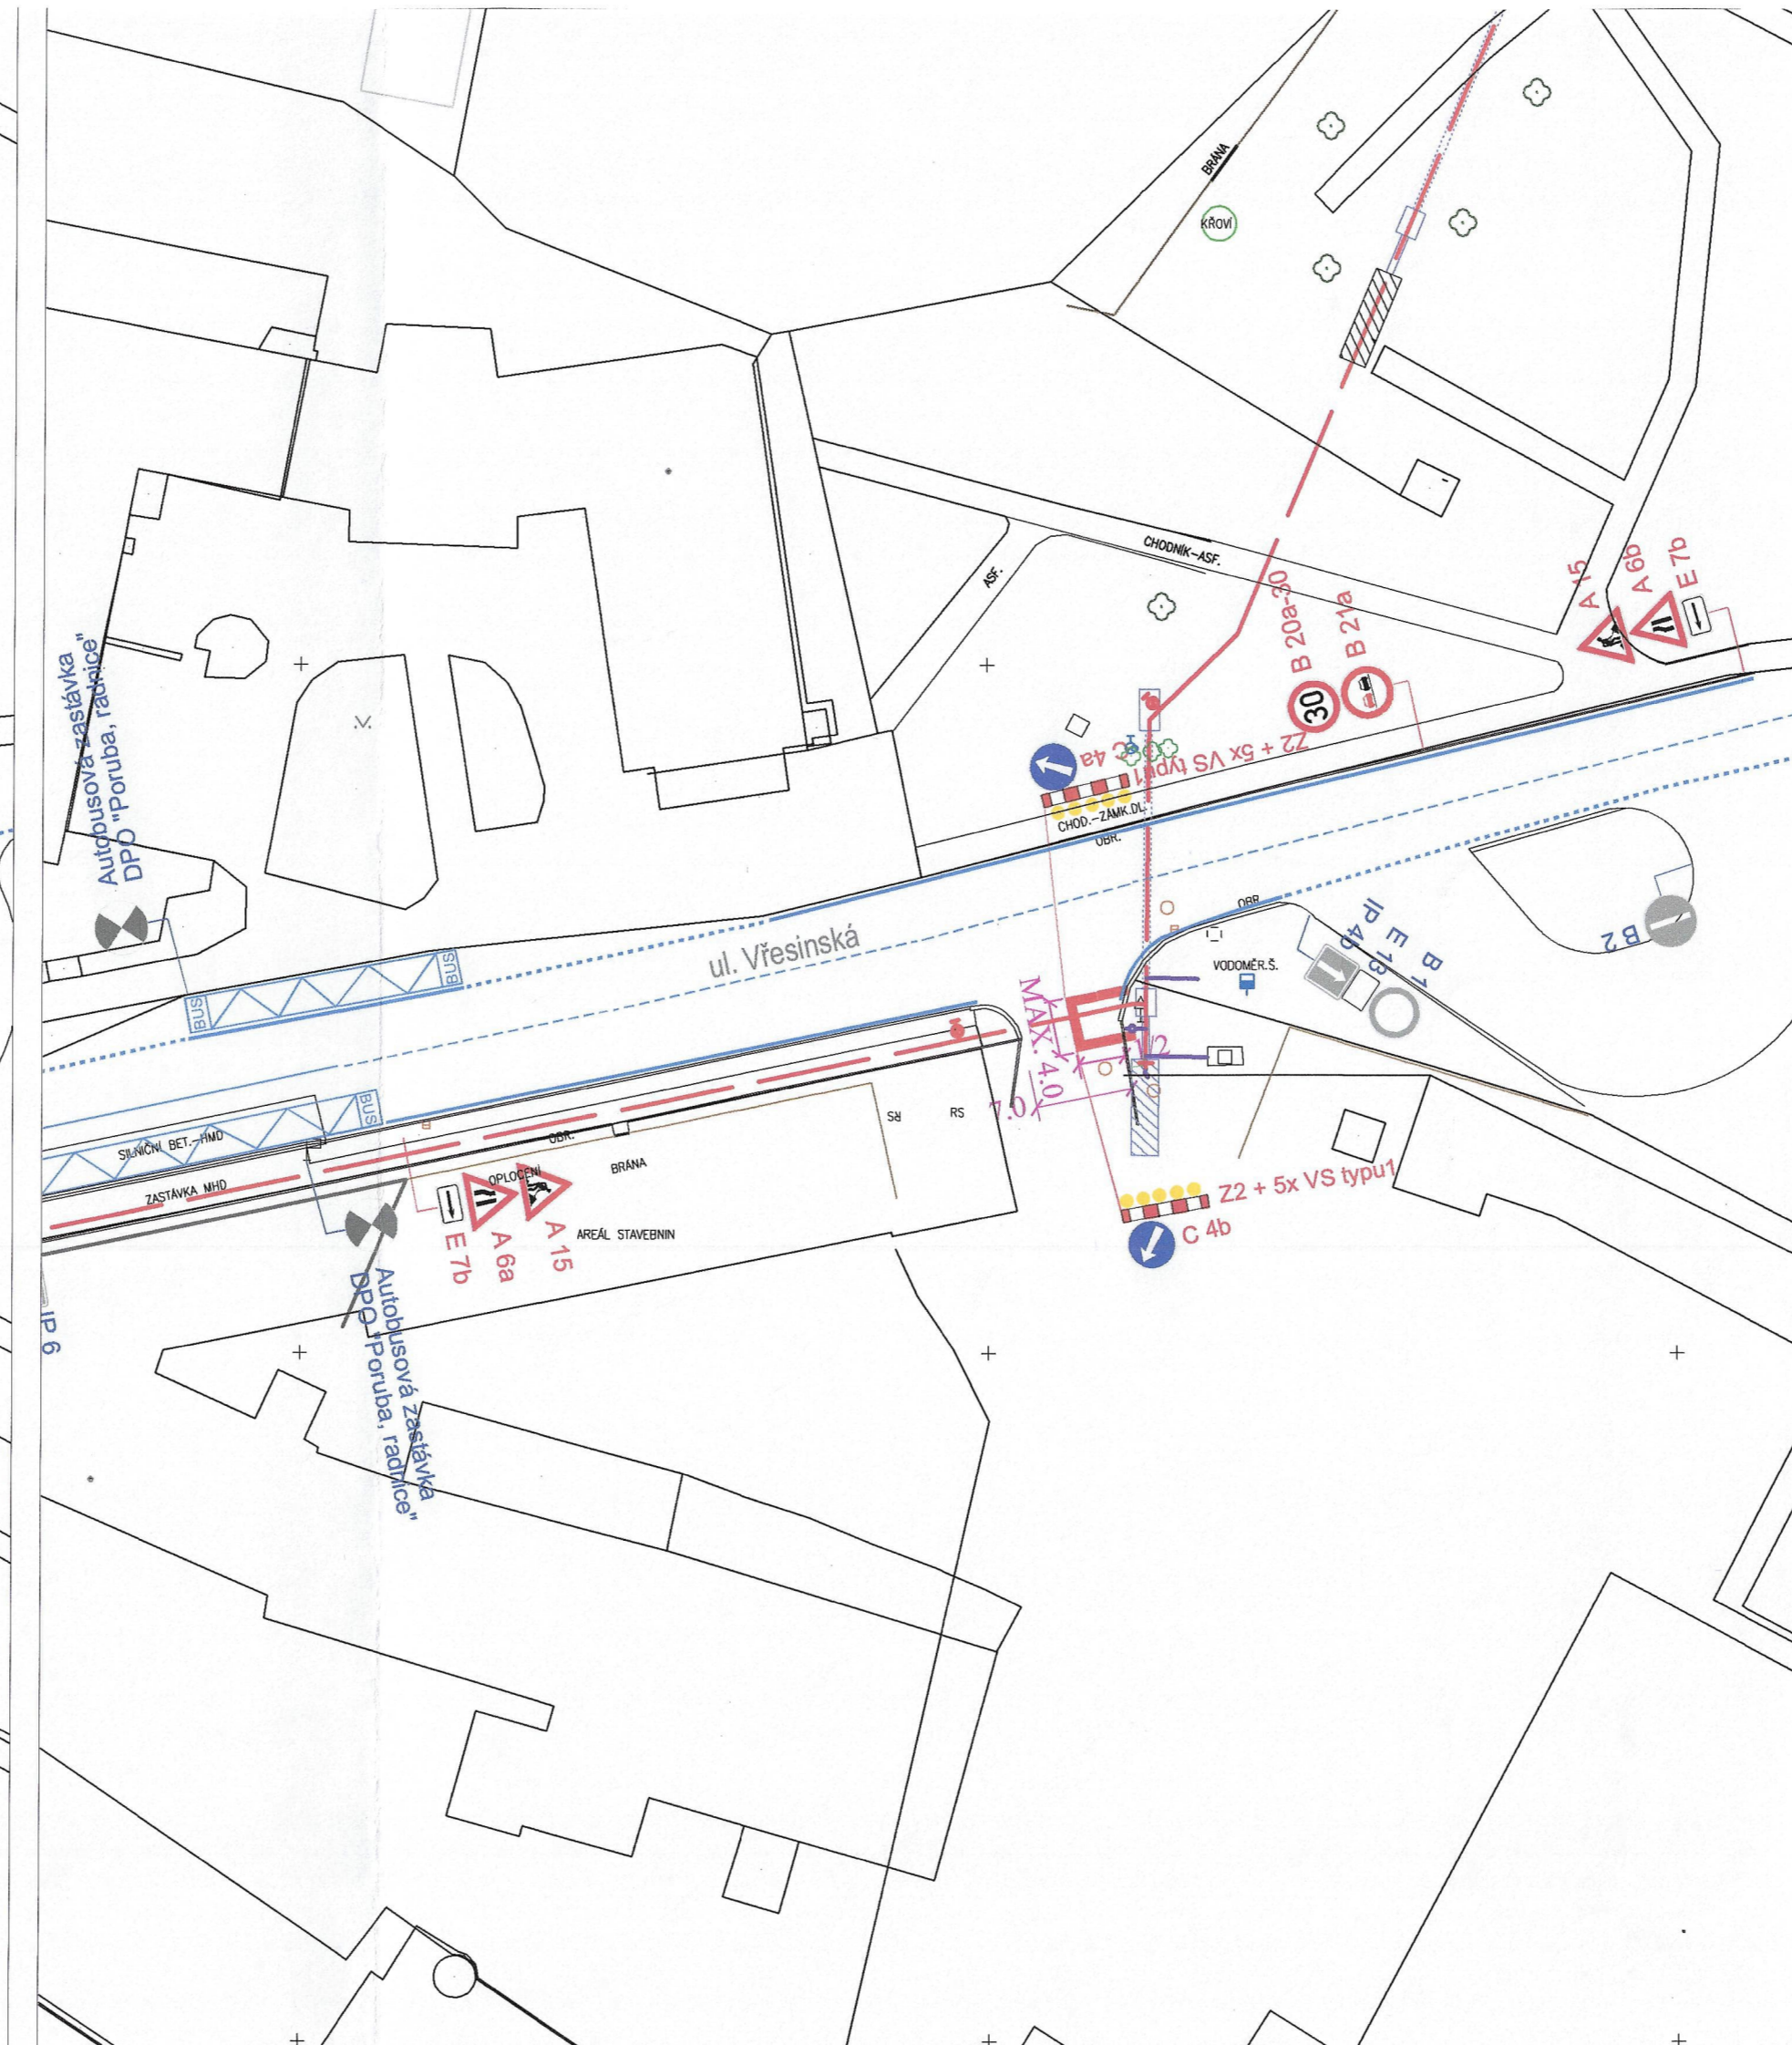 BRÁNA
KŘOVÍ
CHODNÍK-ASF.
ASF.
A 15
A 6b
E 7b
B 20a-30
B 21a
30
Autobusová zastávka
DPO "Poruba, radnice"
C 4a
Z2 + 5x VS typu1
CHOD.-ZÁMK.DL.
OBR.
OBR.
IP 4b
E 13
B 1
B2
ul. Vřesinská
VODOMĚR.Š.
BUS
BUS
MAX. 4.0
1/2
7.0
BUS
SILNIČNÍ BET.-HMD
ZASTÁVKA MHD
OBR.
OPLOCENÍ
BRÁNA
RS
RS
AREÁL STAVEBNIN
E 7b
A 6a
A 15
Z2 + 5x VS typu1
C 4b
IP 6
Autobusová zastávka
DPO "Poruba, radnice"